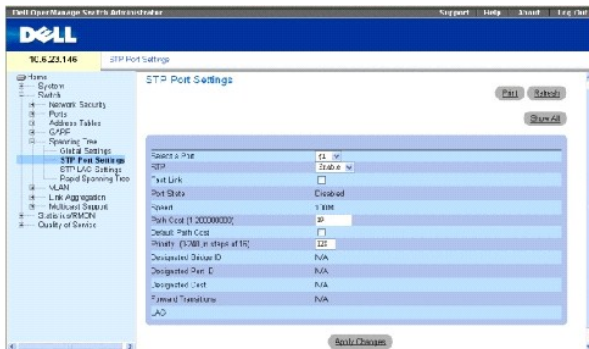 Dell OpenManage Switch Administrator
Support Help About Log Out
DELL
10.6.23.146
STP Port Settings
Home
System
Switch
Network Security
Ports
Address Tables
GARP
Spanning Tree
Global Settings
STP Port Settings
STP LAG Settings
Rapid Spanning Tree
VLAN
Link Aggregation
Multicast Support
Statistics/RMON
Quality of Service
STP Port Settings
Print Refresh
Show All
Select a Port g1
STP Enable
Fast Link
Port State Disabled
Speed 100M
Path Cost (1-200000000) 19
Default Path Cost
Priority (0-240, in steps of 16) 128
Designated Bridge ID N/A
Designated Port ID N/A
Designated Cost N/A
Forward Transitions N/A
LAG
Apply Changes